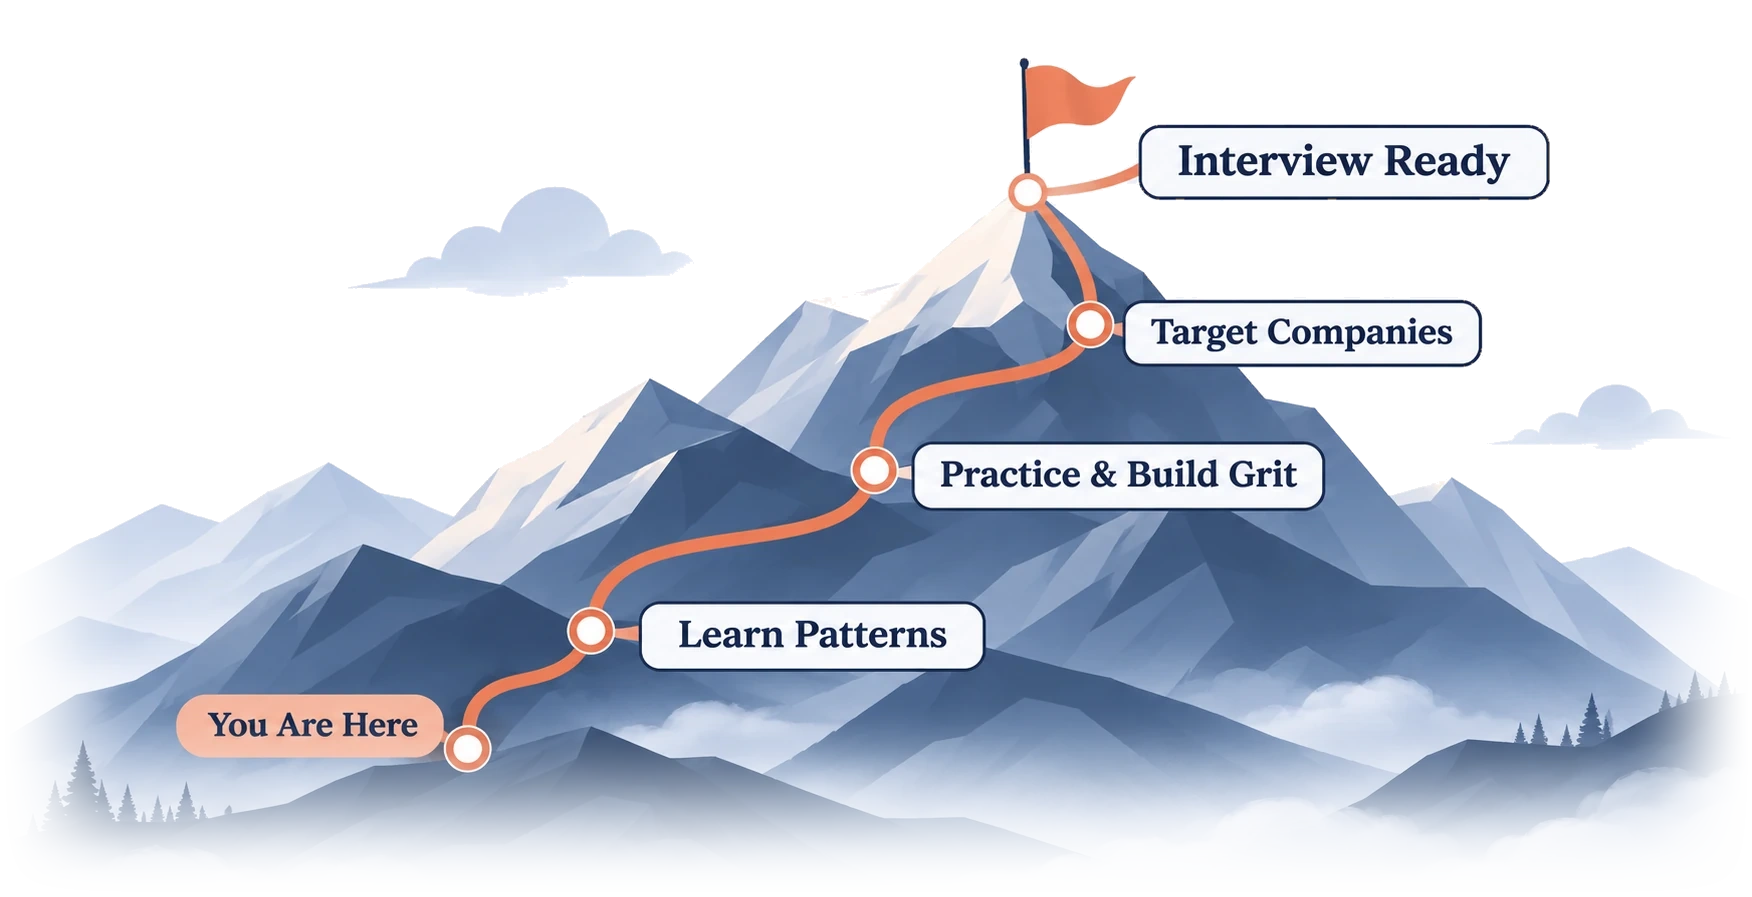 Interview Ready
Target Companies
Practice & Build Grit
Learn Patterns
You Are Here